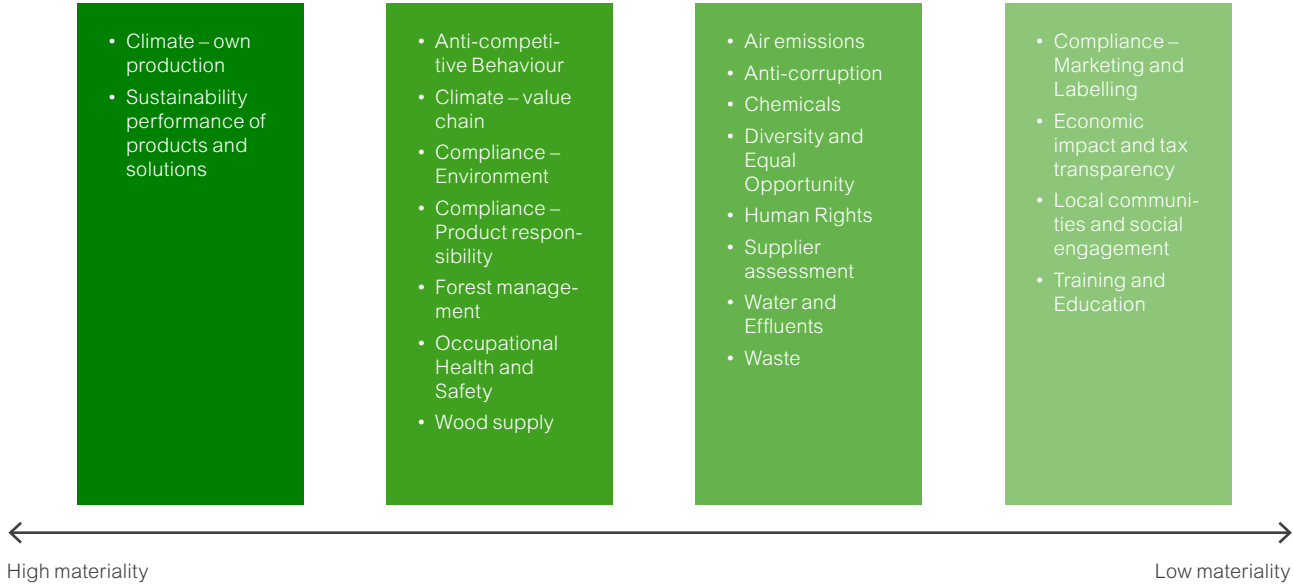 • Climate – own
production
• Sustainability
performance of
products and
solutions
• Anti-competi-
tive Behaviour
• Climate – value
chain
• Compliance –
Environment
• Compliance –
Product respon-
sibility
• Forest manage-
ment
• Occupational
Health and
Safety
• Wood supply
• Air emissions
• Anti-corruption
• Chemicals
• Diversity and
Equal
Opportunity
• Human Rights
• Supplier
assessment
• Water and
Effluents
• Waste
• Compliance –
Marketing and
Labelling
• Economic
impact and tax
transparency
• Local communi-
ties and social
engagement
• Training and
Education
High materiality
Low materiality